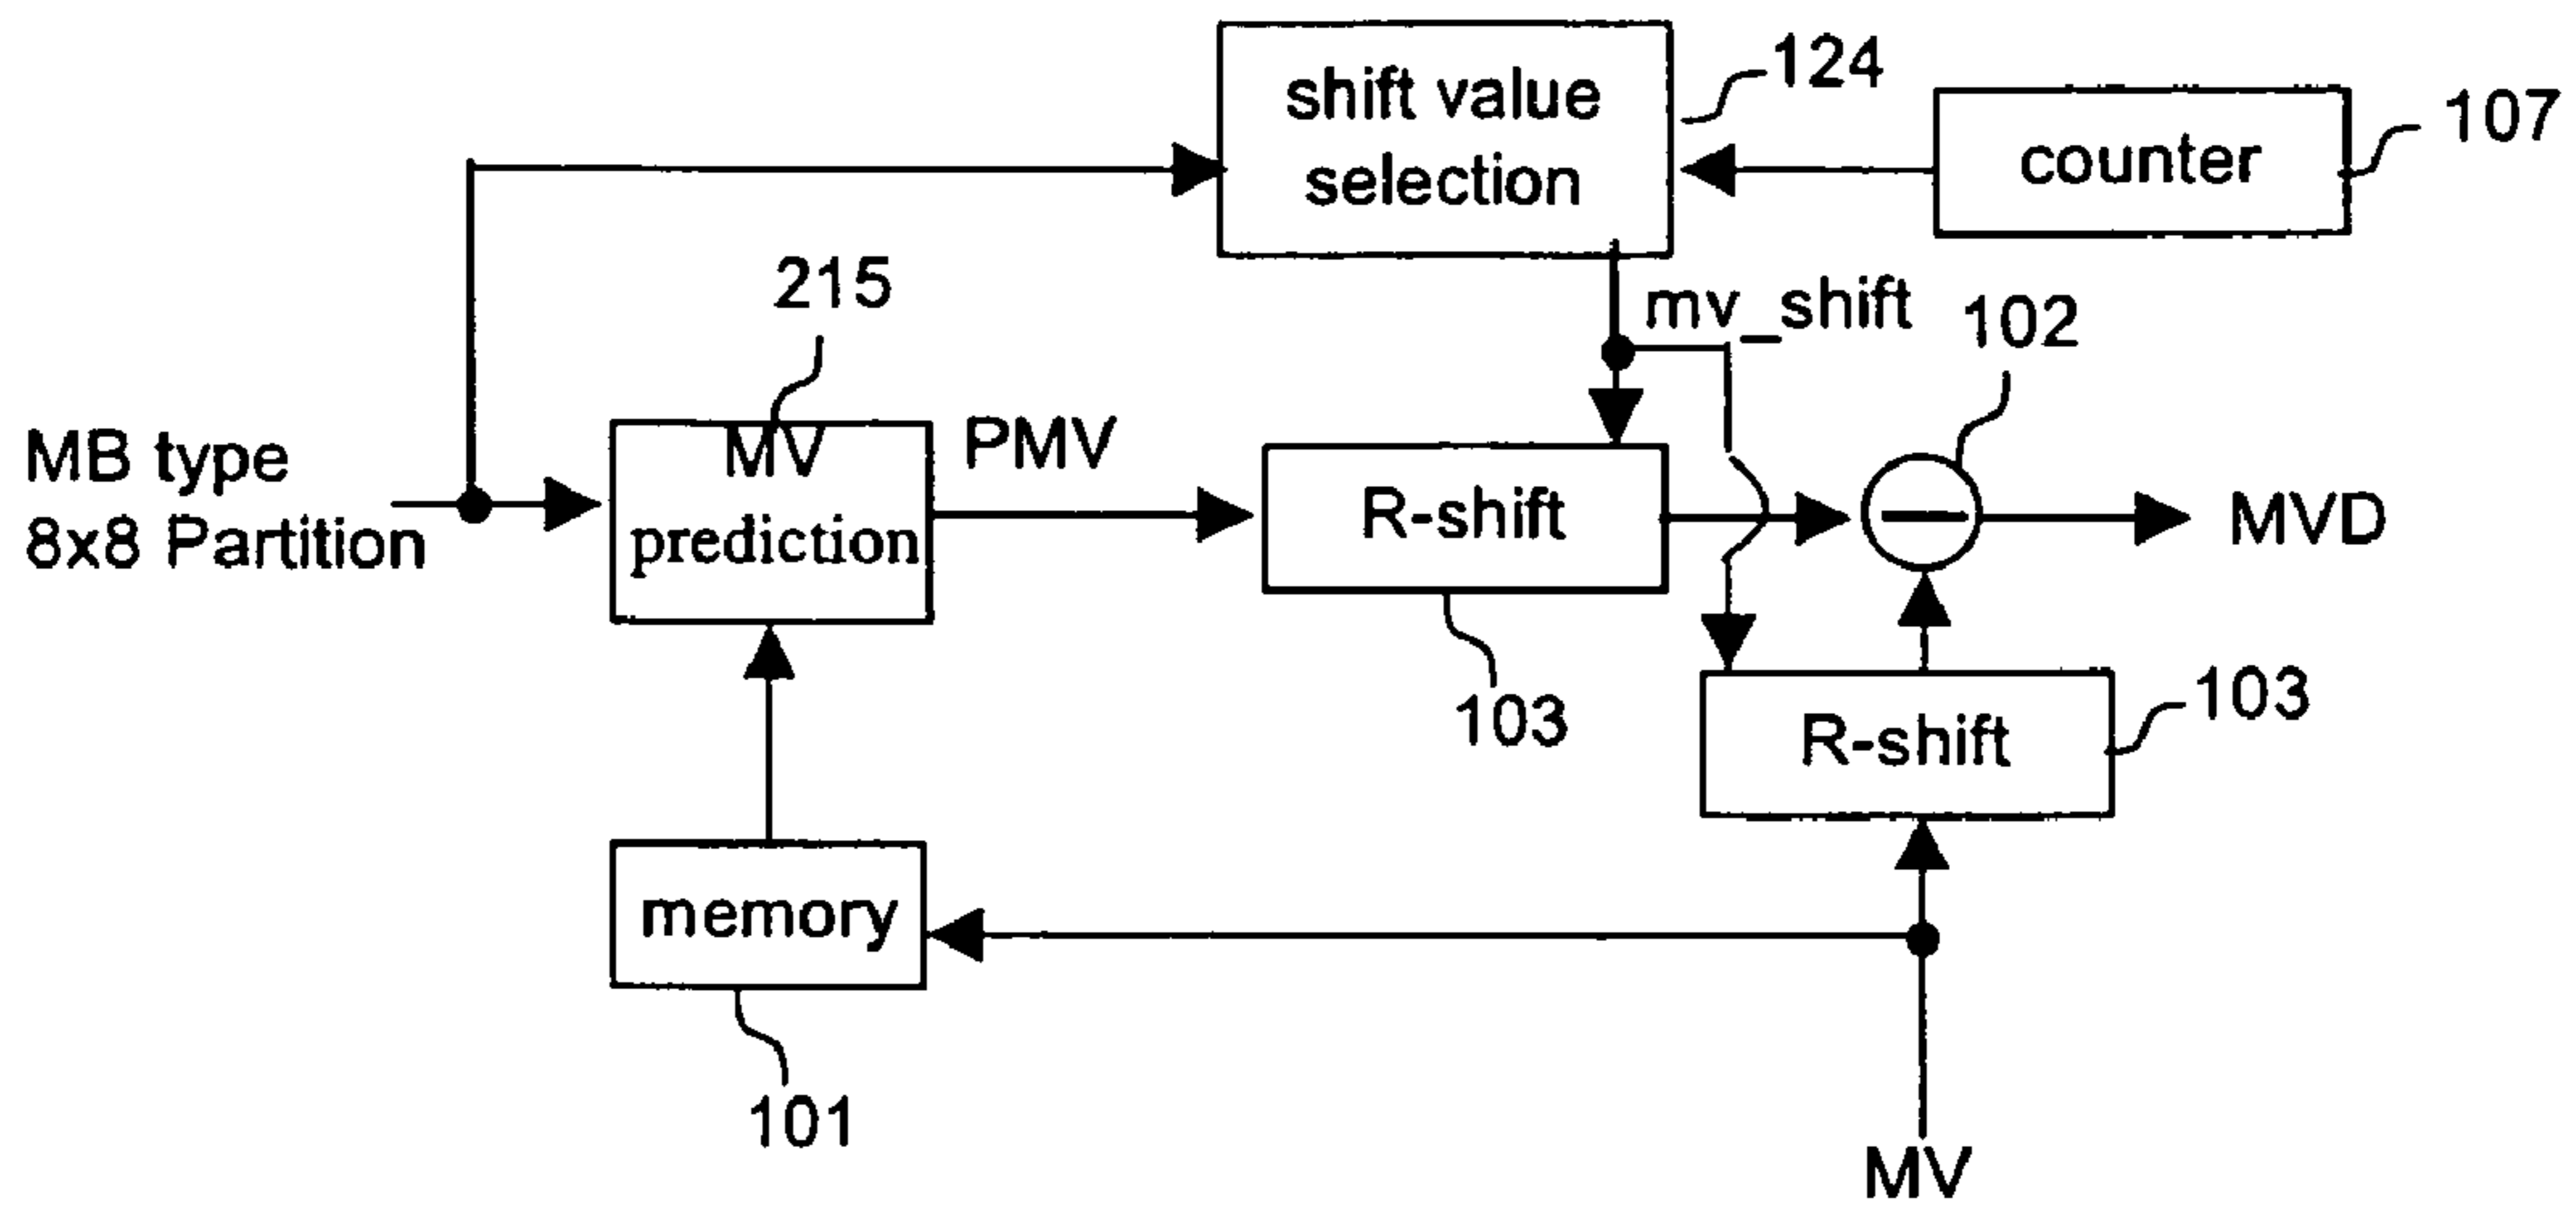 shift value
selection
124
counter
107
215
mv_shift
102
MB type
8x8 Partition
MV
prediction
PMV
R-shift
MVD
103
R-shift
103
memory
101
MV